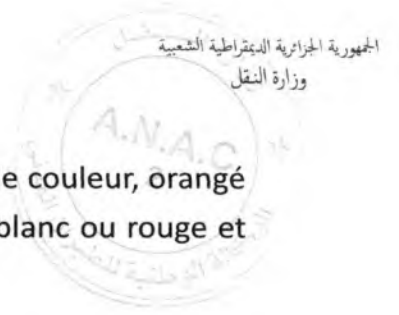 الجمهورية الجزائرية الديمقراطية الشعبية
وزارة النقل
A.N.A.C
e couleur, orangé
blanc ou rouge et